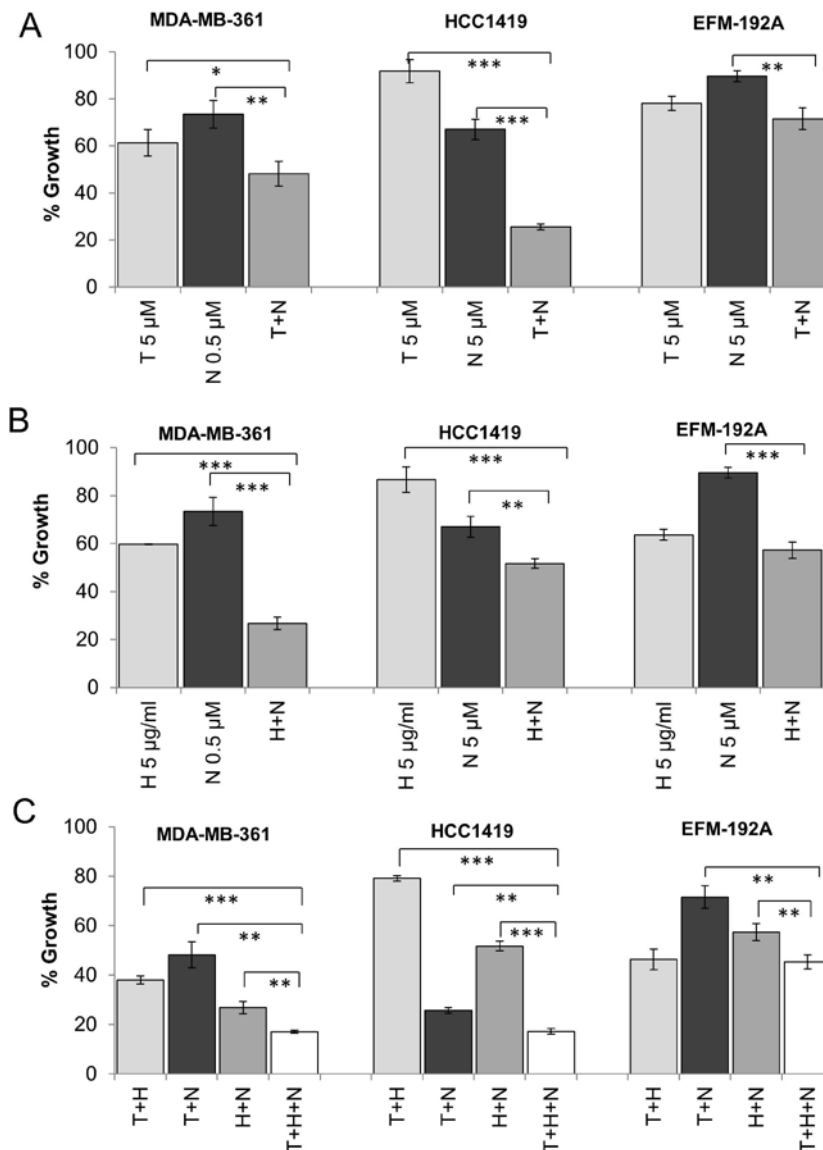 A
MDA-MB-361 HCC1419 EFM-192A
% Growth
100
80
60
40
20
0
* ** *** *** **
T 5 µM N 0.5 µM T+N T 5 µM N 5 µM T+N T 5 µM N 5 µM T+N
B
MDA-MB-361 HCC1419 EFM-192A
% Growth
100
80
60
40
20
0
*** *** *** ** ***
H 5 µg/ml N 0.5 µM H+N H 5 µg/ml N 5 µM H+N H 5 µg/ml N 5 µM H+N
C
MDA-MB-361 HCC1419 EFM-192A
% Growth
100
80
60
40
20
0
*** ** ** *** ** *** ** **
T+H T+N H+N T+H+N T+H T+N H+N T+H+N T+H T+N H+N T+H+N